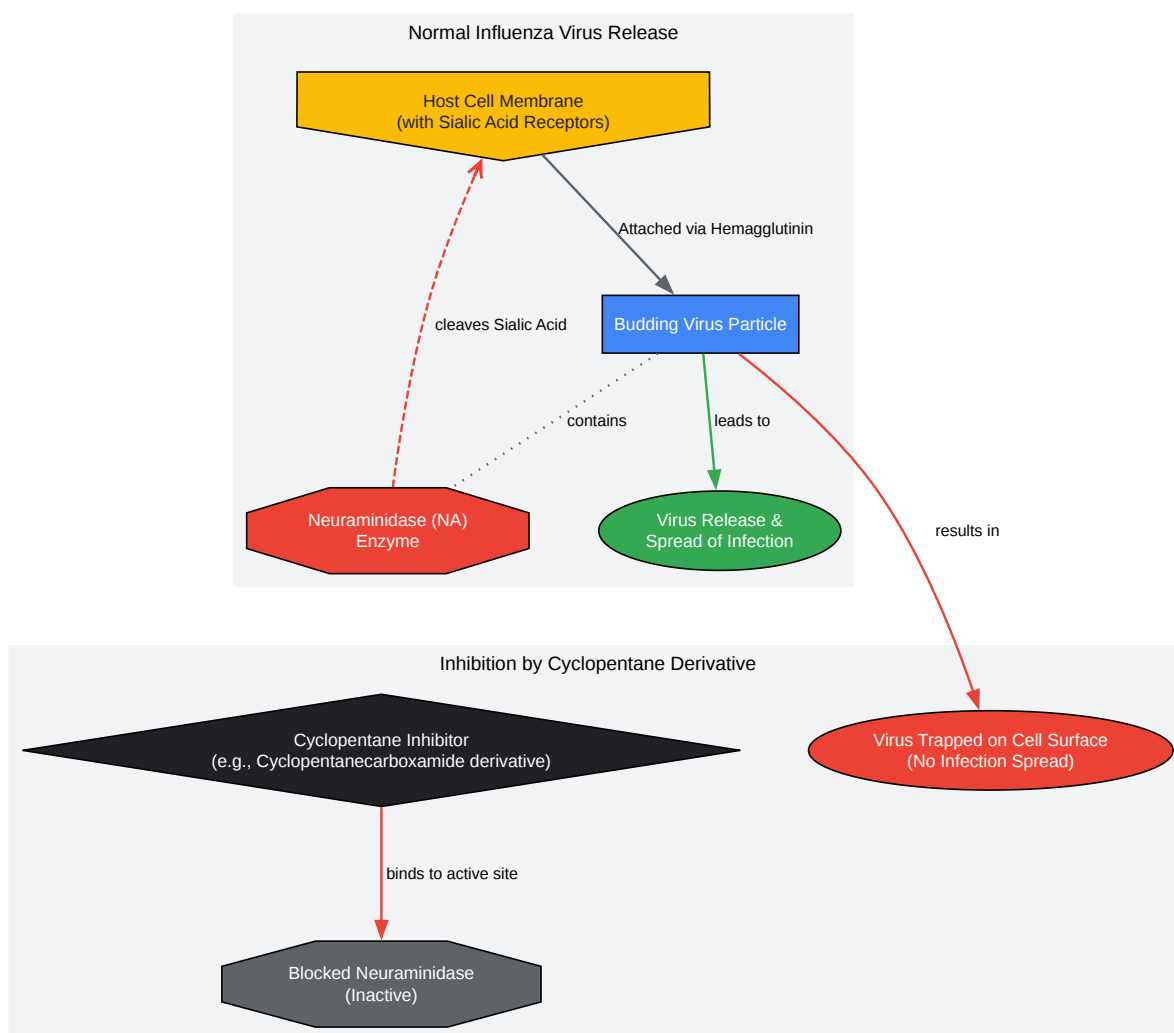 Normal Influenza Virus Release
Host Cell Membrane
(with Sialic Acid Receptors)
Attached via Hemagglutinin
cleaves Sialic Acid
Budding Virus Particle
contains
leads to
Neuraminidase (NA)
Enzyme
Virus Release &
Spread of Infection
results in
Inhibition by Cyclopentane Derivative
Cyclopentane Inhibitor
(e.g., Cyclopentanecarboxamide derivative)
Virus Trapped on Cell Surface
(No Infection Spread)
binds to active site
Blocked Neuraminidase
(Inactive)